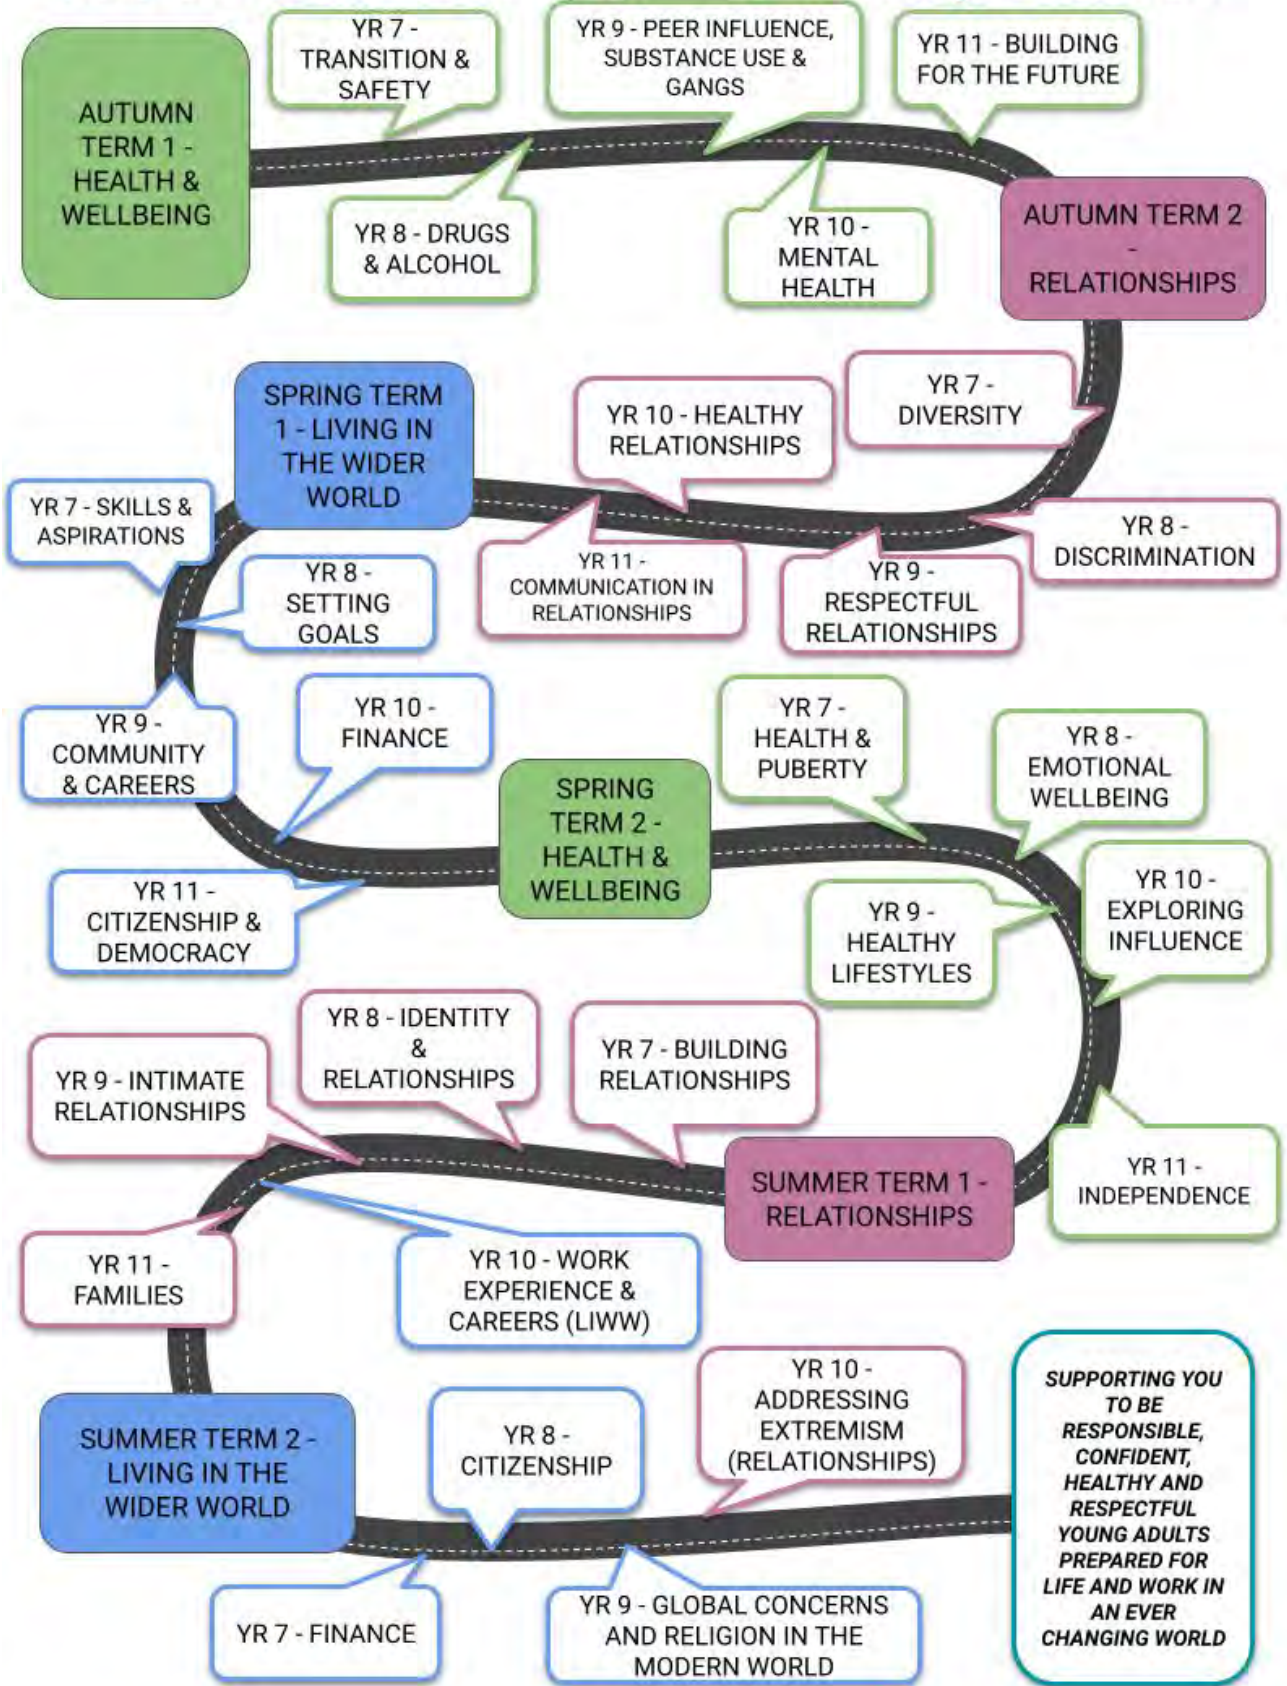 AUTUMN
TERM 1 -
HEALTH &
WELLBEING
YR 7 -
TRANSITION &
SAFETY
YR 8 - DRUGS
& ALCOHOL
YR 9 - PEER INFLUENCE,
SUBSTANCE USE &
GANGS
YR 10 -
MENTAL
HEALTH
YR 11 - BUILDING
FOR THE FUTURE
AUTUMN TERM 2
-
RELATIONSHIPS
YR 7 -
DIVERSITY
YR 8 -
DISCRIMINATION
YR 9 -
RESPECTFUL
RELATIONSHIPS
YR 10 - HEALTHY
RELATIONSHIPS
YR 11 -
COMMUNICATION IN
RELATIONSHIPS
SPRING TERM
1 - LIVING IN
THE WIDER
WORLD
YR 7 - SKILLS &
ASPIRATIONS
YR 8 -
SETTING
GOALS
YR 9 -
COMMUNITY
& CAREERS
YR 10 -
FINANCE
YR 11 -
CITIZENSHIP &
DEMOCRACY
SPRING
TERM 2 -
HEALTH &
WELLBEING
YR 7 -
HEALTH &
PUBERTY
YR 8 -
EMOTIONAL
WELLBEING
YR 9 -
HEALTHY
LIFESTYLES
YR 10 -
EXPLORING
INFLUENCE
YR 11 -
INDEPENDENCE
SUMMER TERM 1 -
RELATIONSHIPS
YR 7 - BUILDING
RELATIONSHIPS
YR 8 - IDENTITY
&
RELATIONSHIPS
YR 9 - INTIMATE
RELATIONSHIPS
YR 10 - WORK
EXPERIENCE &
CAREERS (LIWW)
YR 11 -
FAMILIES
SUMMER TERM 2 -
LIVING IN THE
WIDER WORLD
YR 7 - FINANCE
YR 8 -
CITIZENSHIP
YR 9 - GLOBAL CONCERNS
AND RELIGION IN THE
MODERN WORLD
YR 10 -
ADDRESSING
EXTREMISM
(RELATIONSHIPS)
SUPPORTING YOU
TO BE
RESPONSIBLE,
CONFIDENT,
HEALTHY AND
RESPECTFUL
YOUNG ADULTS
PREPARED FOR
LIFE AND WORK IN
AN EVER
CHANGING WORLD